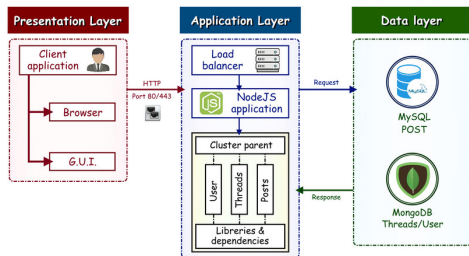 Presentation Layer
Client
application
Browser
G.U.I.
HTTP
Port 80/443
Application Layer
Load
balancer
NodeJS
application
Cluster parent
User
Threads
Posts
Libreries &
dependencies
Request
Response
Data layer
MySQL
MySQL
POST
MongoDB
Threads/User